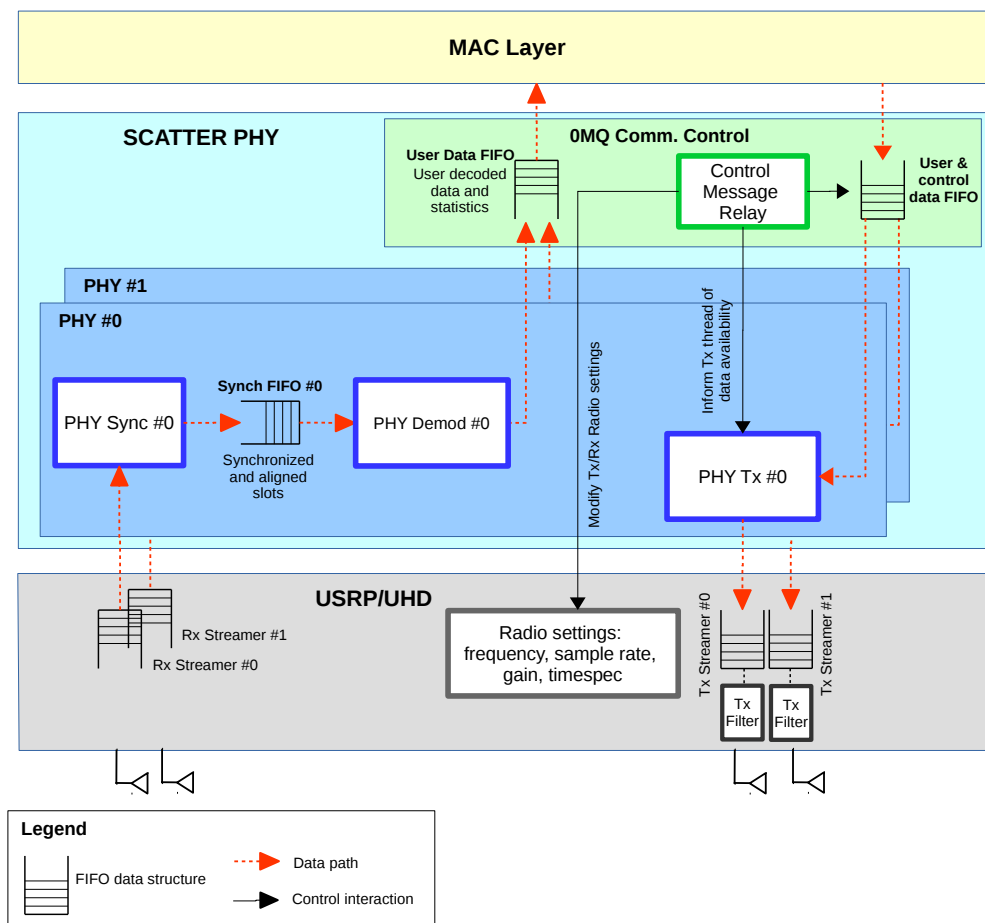 MAC Layer
SCATTER PHY
0MQ Comm. Control
User Data FIFO
User decoded
data and
statistics
Control
Message
Relay
User &
control
data FIFO
PHY #1
PHY #0
Modify Tx/Rx Radio settings
Inform Tx thread of
data availability
PHY Sync #0
Synch FIFO #0
Synchronized
and aligned
slots
PHY Demod #0
PHY Tx #0
USRP/UHD
Rx Streamer #1
Rx Streamer #0
Radio settings:
frequency, sample rate,
gain, timespec
Tx Streamer #0
Tx Streamer #1
Tx
Filter
Tx
Filter
Legend
FIFO data structure
Data path
Control interaction